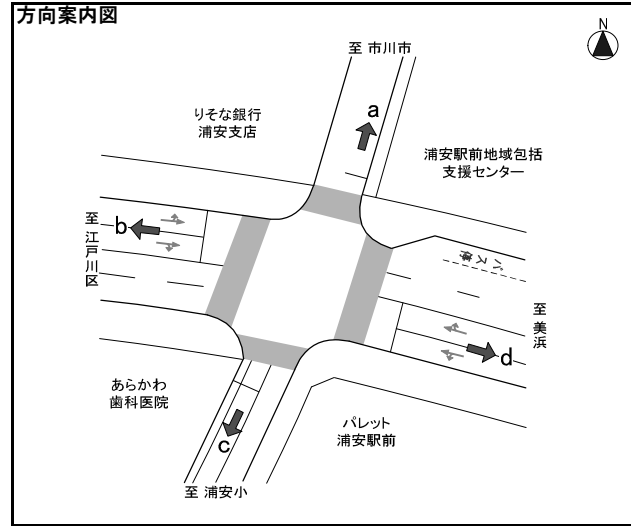 方向案内図
N
至 市川市
a
りそな銀行
浦安支店
浦安駅前地域包括
支援センター
至 江戸川区
b
バス停
至 美浜
d
あらかわ
歯科医院
c
パレット
浦安駅前
至 浦安小